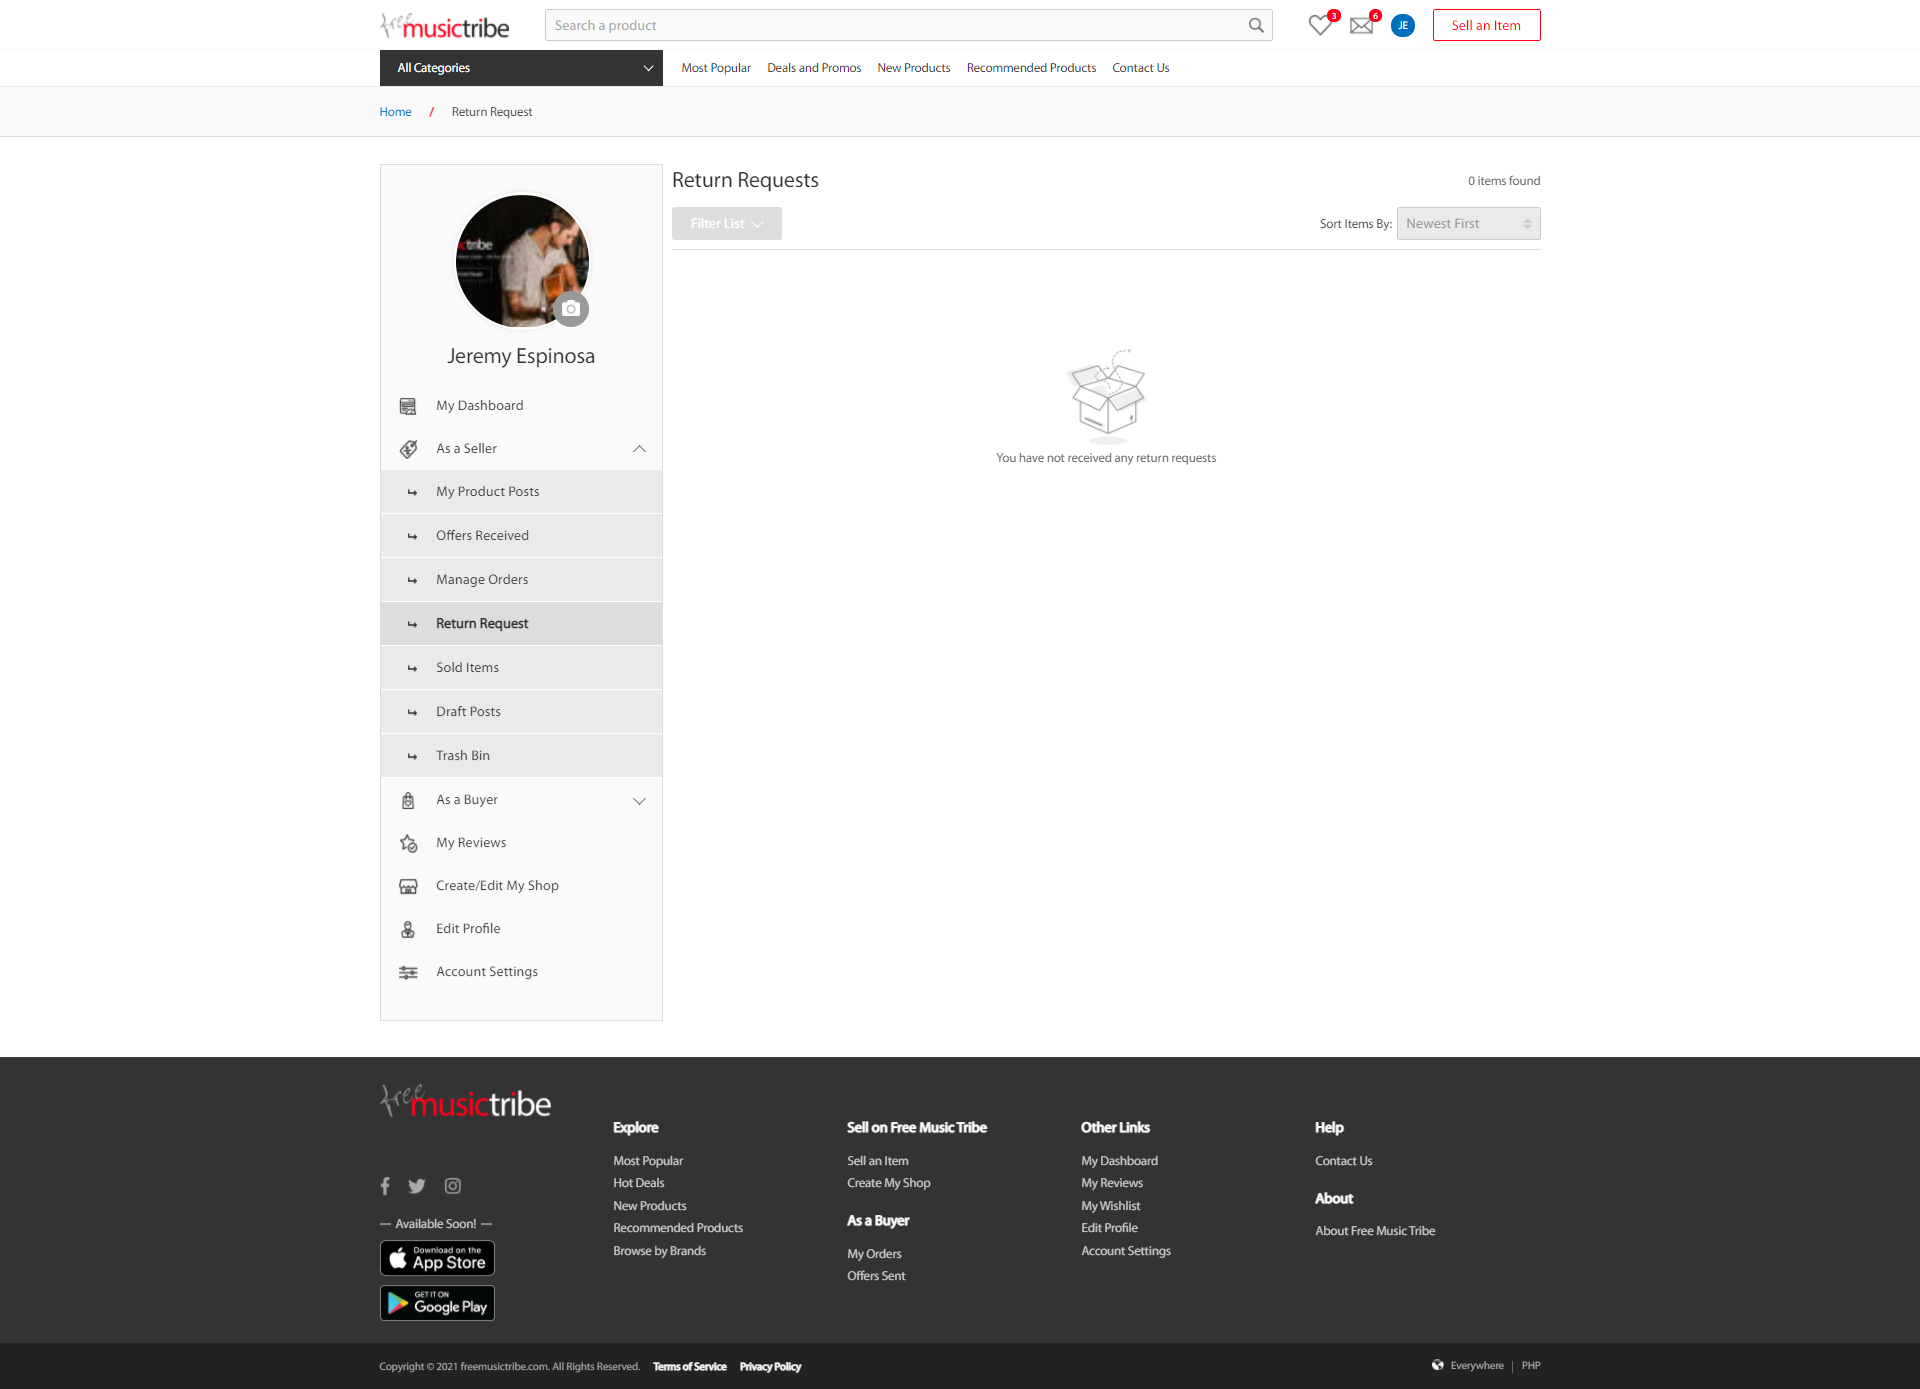 free musictribe
Search a product
3
6
JE
Sell an Item
All Categories
Most Popular
Deals and Promos
New Products
Recommended Products
Contact Us
Home / Return Request
Return Requests
0 items found
Filter List
Sort Items By:
Newest First
tribe
Jeremy Espinosa
My Dashboard
As a Seller
My Product Posts
Offers Received
Manage Orders
Return Request
Sold Items
Draft Posts
Trash Bin
As a Buyer
My Reviews
Create/Edit My Shop
Edit Profile
Account Settings
You have not received any return requests
free musictribe
— Available Soon! —
Download on the
App Store
GET IT ON
Google Play
Explore
Most Popular
Hot Deals
New Products
Recommended Products
Browse by Brands
Sell on Free Music Tribe
Sell an Item
Create My Shop
As a Buyer
My Orders
Offers Sent
Other Links
My Dashboard
My Reviews
My Wishlist
Edit Profile
Account Settings
Help
Contact Us
About
About Free Music Tribe
Copyright © 2021 freemusictribe.com. All Rights Reserved.
Terms of Service
Privacy Policy
Everywhere | PHP